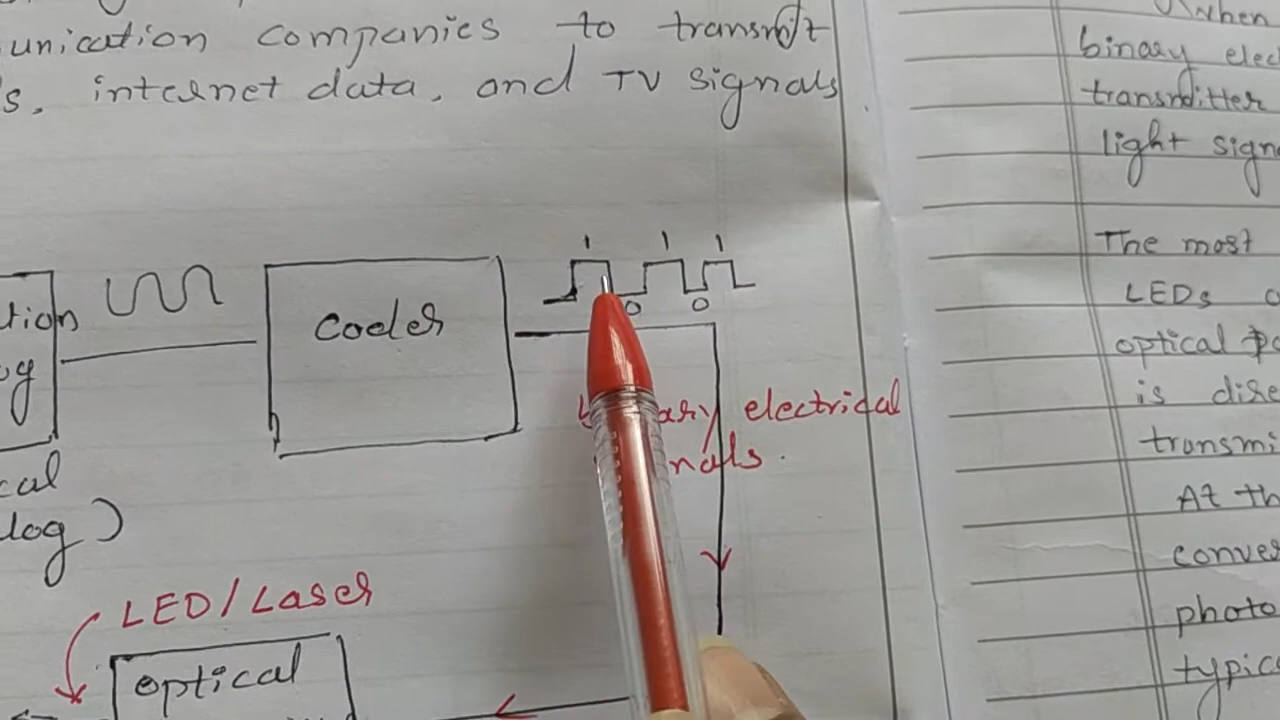 unication companies to transmit
s, internet data, and TV signals
1 1 1
0 0
tion
Coder
electrical
nals.
cal
log)
LED/Laser
optical
when
binary elec
transmitter
light sign
The most
LEDs
optical po
is dire
transmi
At th
conver
photo
typic